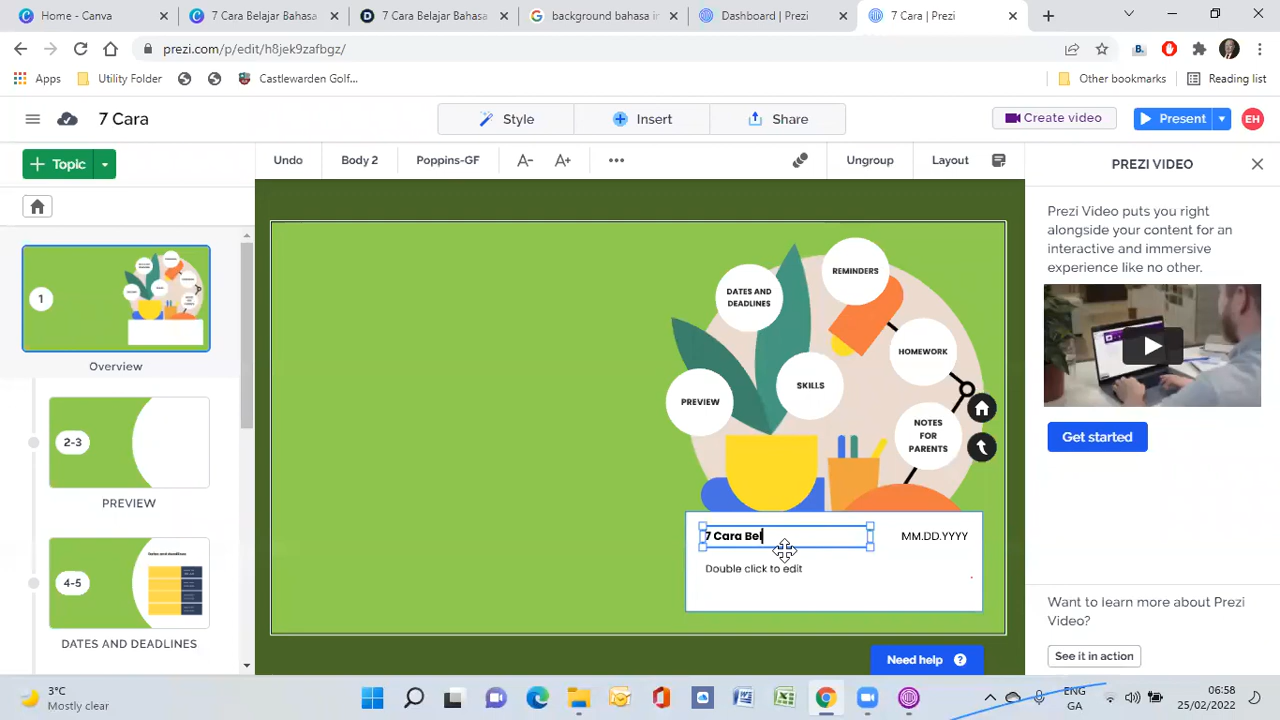 Home
7 Cara Belajar Bahasa
7 Cara Belajar Bahas
background bahasa in
Dashboard | Prezi
7 Cara | Prezi
prezi.com/p/edit/h8jek9zafbgz/
Apps
Utility Folder
Castlewarden Golf...
Other bookmarks
Reading list
7 Cara
Style
Insert
Share
Create video
Present
EH
Topic
Undo
Body 2
Poppins-GF
A-
A+
Ungroup
Layout
PREZI VIDEO
Prezi Video puts you right
alongside your content for an
interactive and immersive
experience like no other.
Get started
Want to learn more about Prezi
Video?
See it in action
1
Overview
2-3
PREVIEW
4-5
DATES AND DEADLINES
REMINDERS
DATES AND
DEADLINES
HOMEWORK
SKILLS
PREVIEW
NOTES
FOR
PARENTS
7 Cara Bel
MM.DD.YYYY
Double click to edit
Need help ?
3°C
Mostly clear
ENG
GA
06:58
25/02/2022